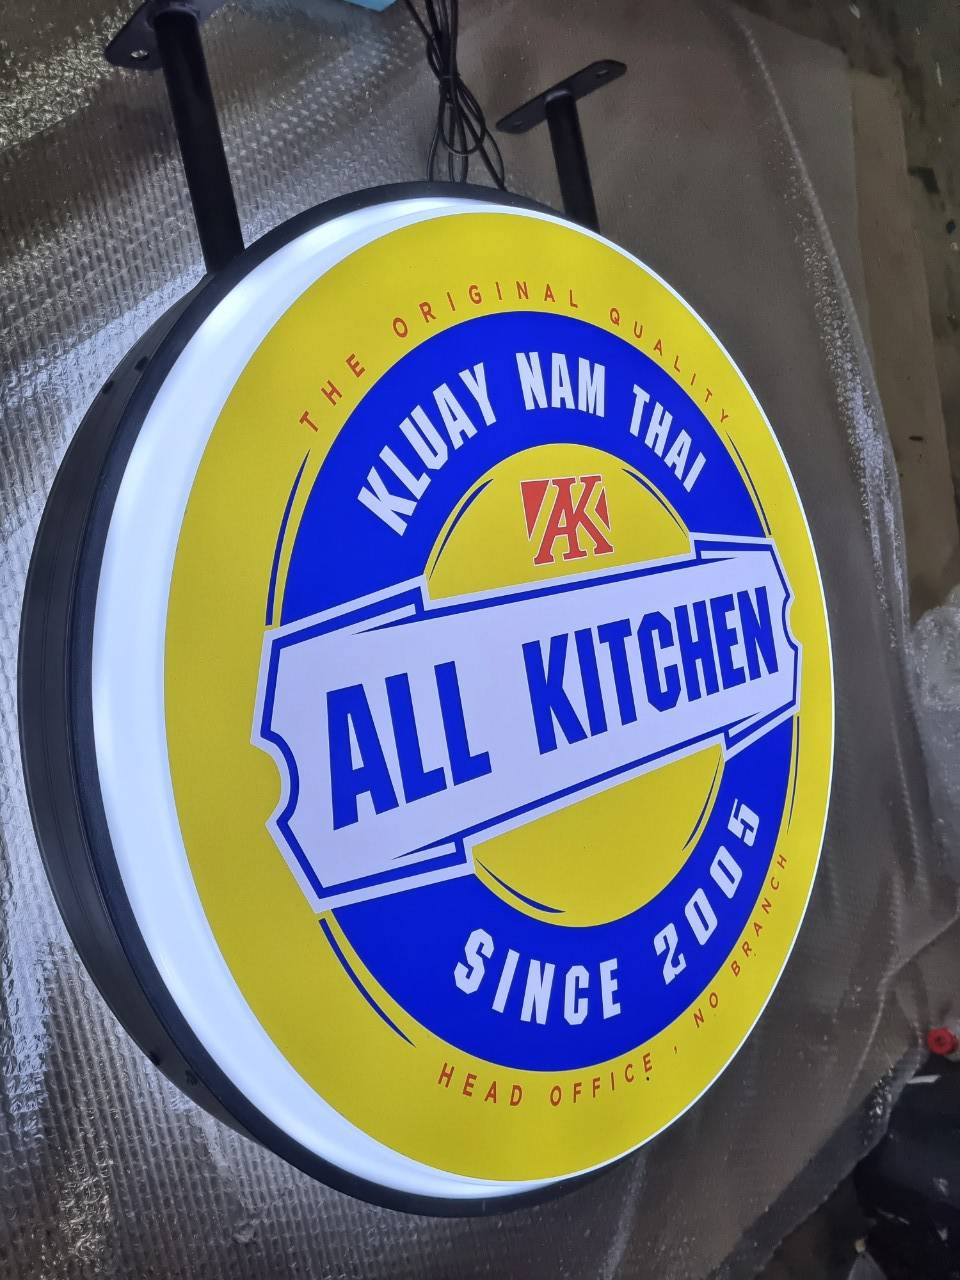 THE ORIGINAL QUALITY
KLUAY NAM THAI
AK
ALL KITCHEN
SINCE 2005
HEAD OFFICE, NO BRANCH